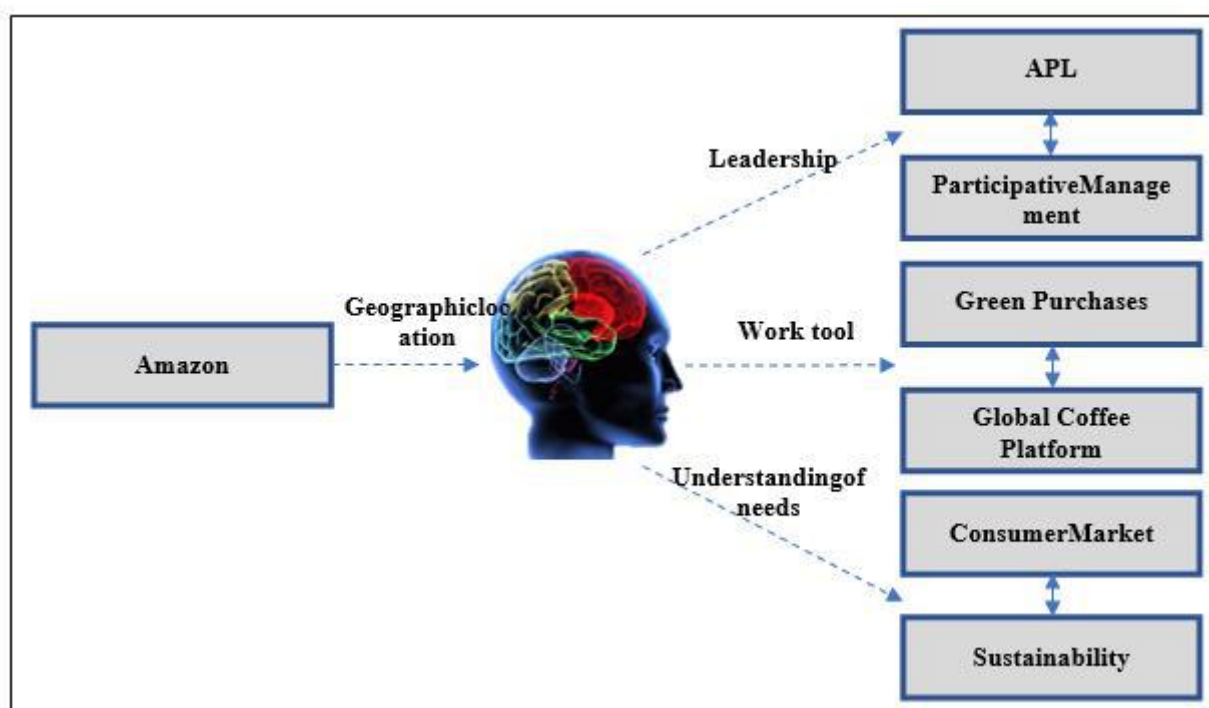 APL
Leadership
ParticipativeManage
ment
Geographicloc
ation
Amazon
Green Purchases
Work tool
Global Coffee
Platform
Understandingof
needs
ConsumerMarket
Sustainability